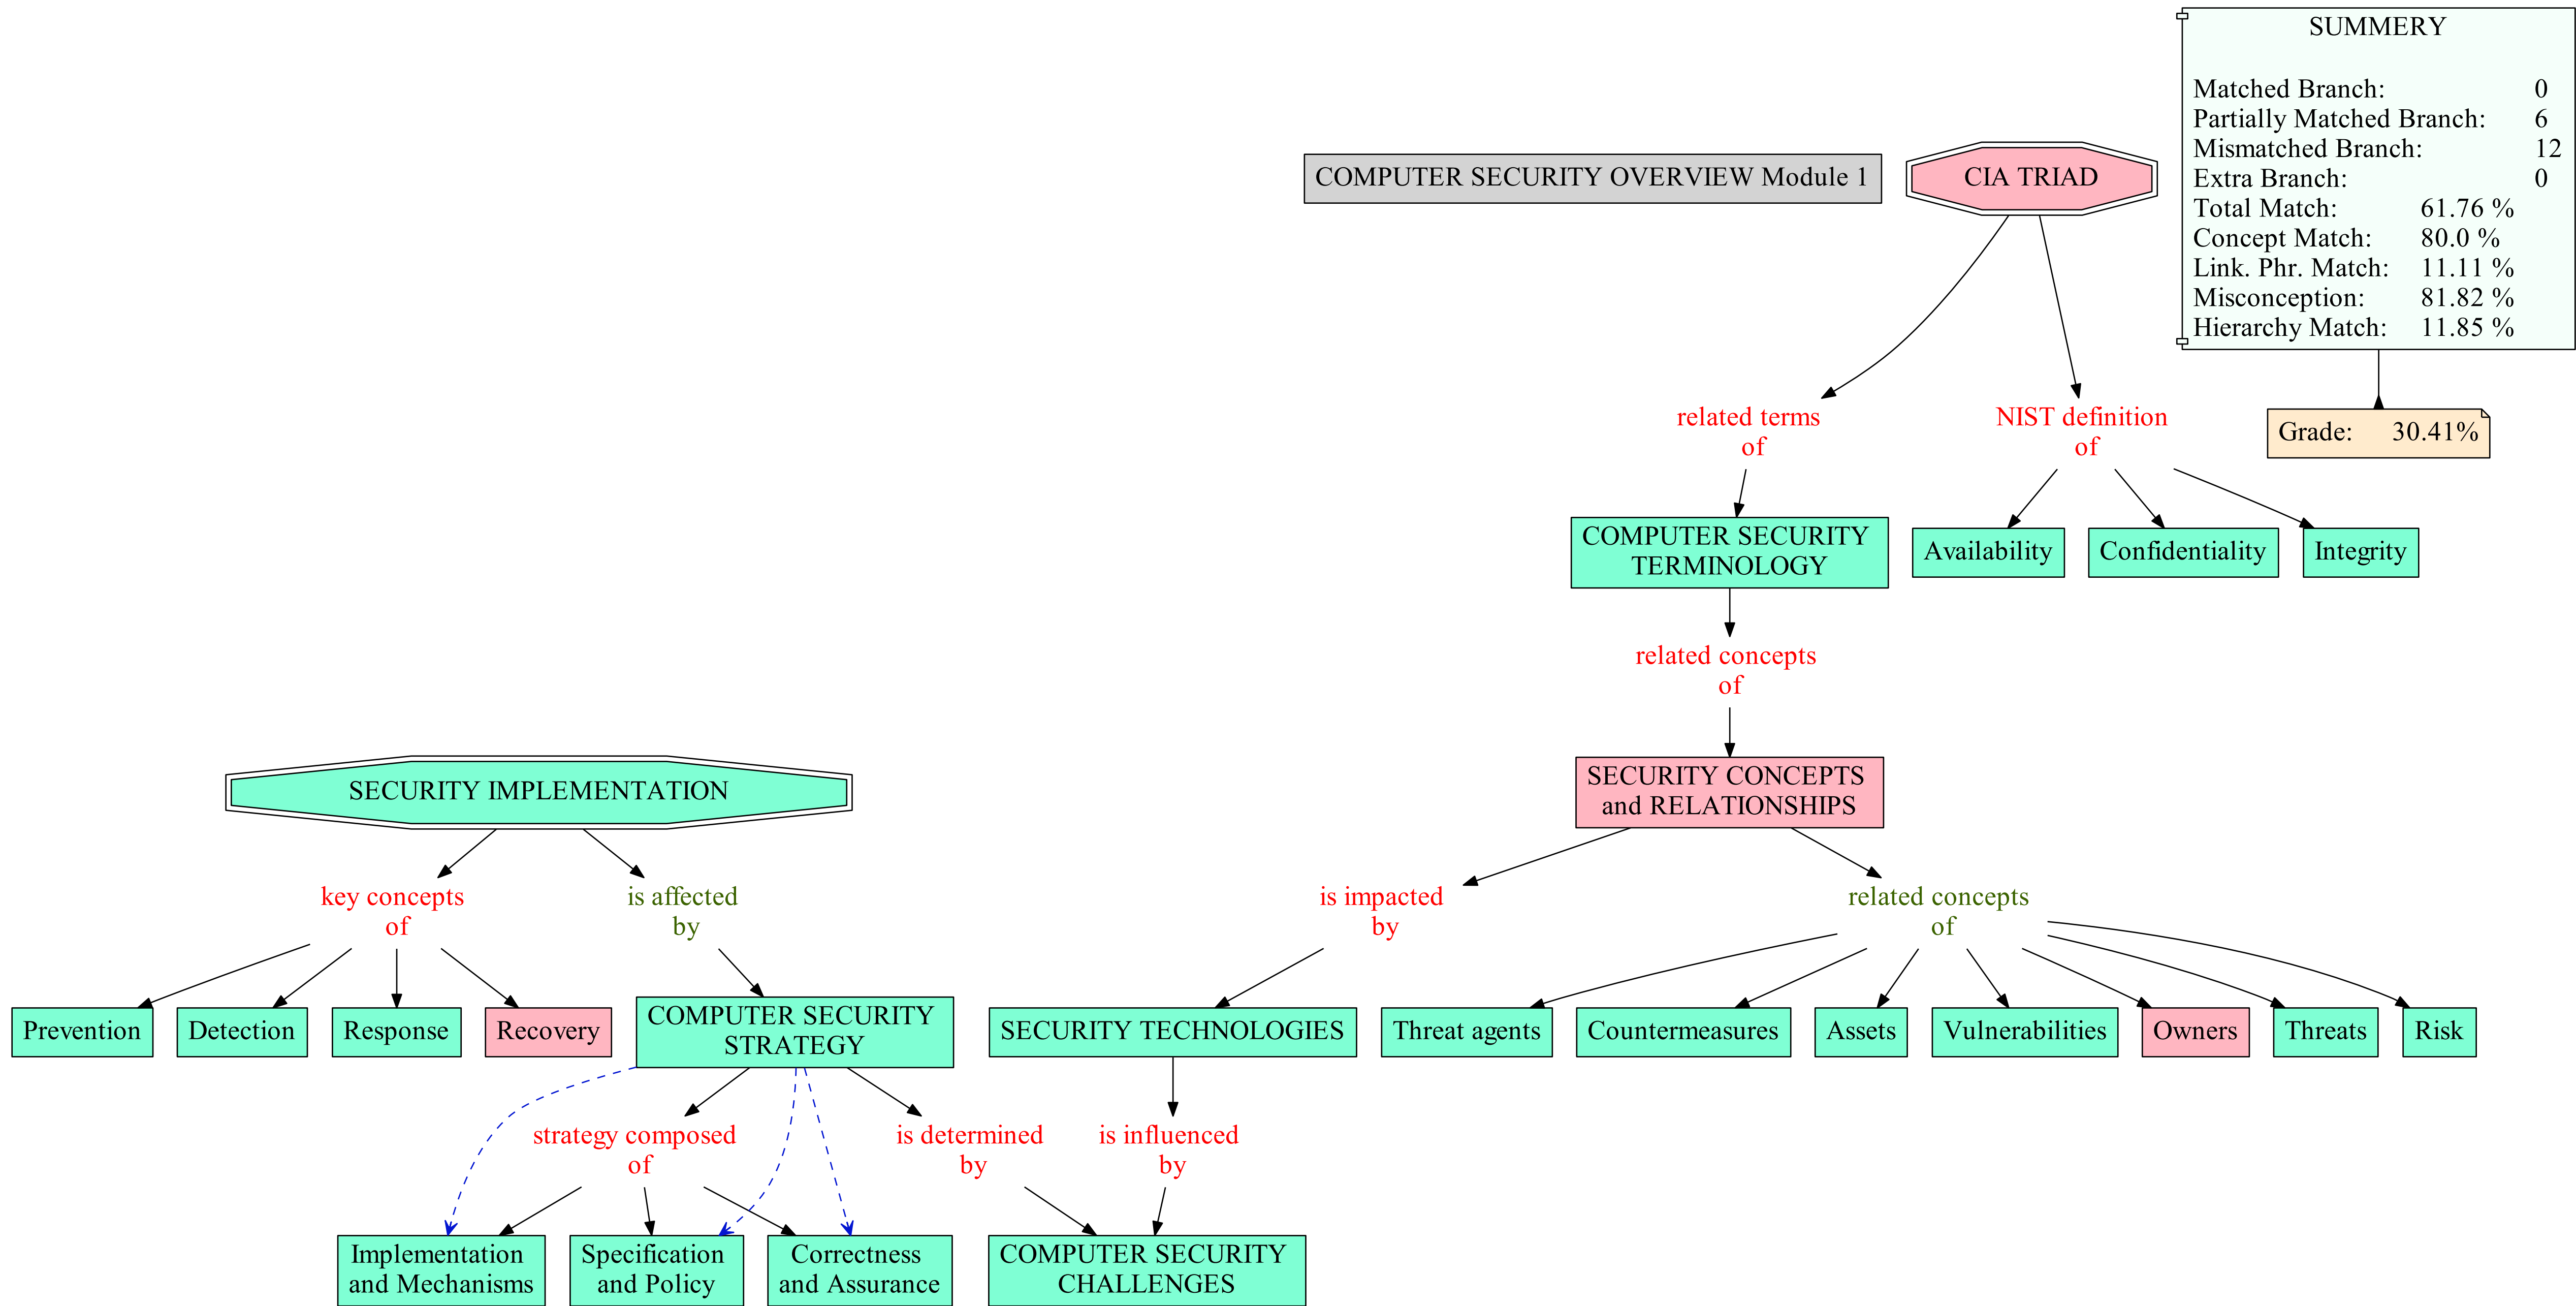 SUMMERY
Matched Branch: 0
Partially Matched Branch: 6
Mismatched Branch: 12
Extra Branch: 0
Total Match: 61.76 %
Concept Match: 80.0 %
Link. Phr. Match: 11.11 %
Misconception: 81.82 %
Hierarchy Match: 11.85 %
COMPUTER SECURITY OVERVIEW Module 1
CIA TRIAD
Grade: 30.41%
related terms
of
NIST definition
of
COMPUTER SECURITY
TERMINOLOGY
Availability
Confidentiality
Integrity
related concepts
of
SECURITY IMPLEMENTATION
SECURITY CONCEPTS
and RELATIONSHIPS
key concepts
of
is affected
by
is impacted
by
related concepts
of
Prevention
Detection
Response
Recovery
COMPUTER SECURITY
STRATEGY
SECURITY TECHNOLOGIES
Threat agents
Countermeasures
Assets
Vulnerabilities
Owners
Threats
Risk
strategy composed
of
is determined
by
is influenced
by
Implementation
and Mechanisms
Specification
and Policy
Correctness
and Assurance
COMPUTER SECURITY
CHALLENGES